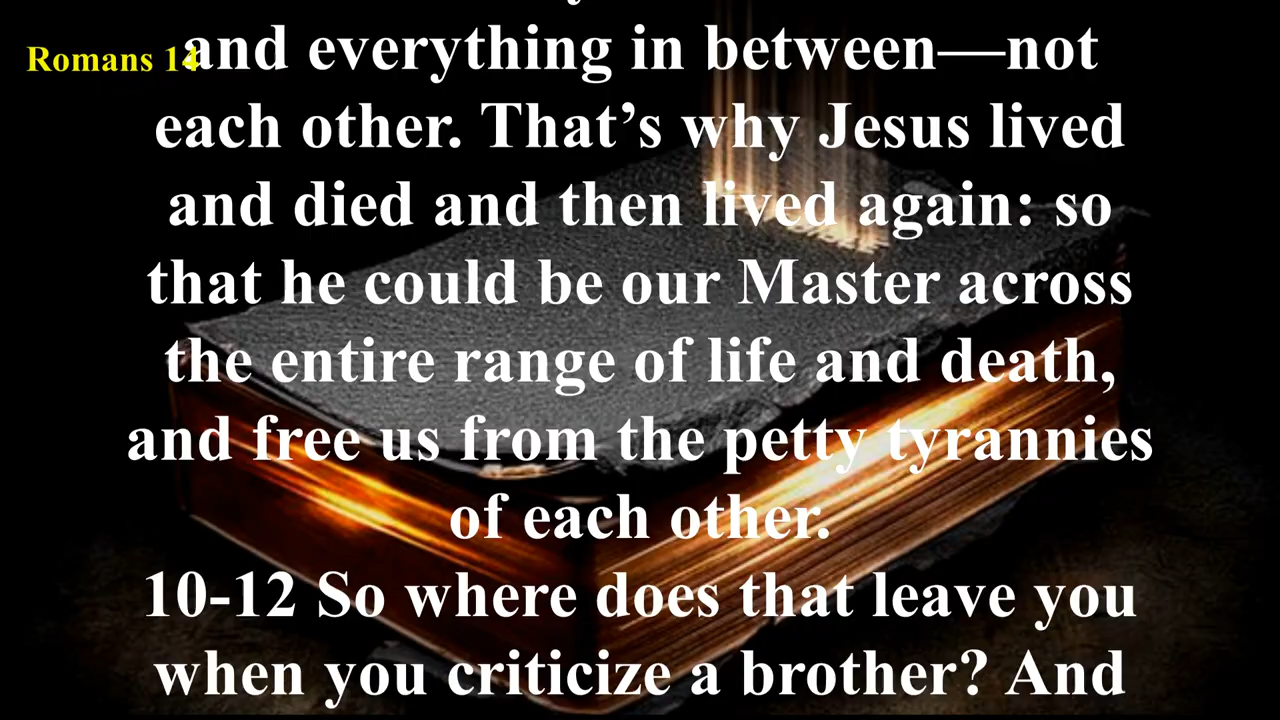 Romans 14
and everything in between—not
each other. That’s why Jesus lived
and died and then lived again: so
that he could be our Master across
the entire range of life and death,
and free us from the petty tyrannies
of each other.
10-12 So where does that leave you
when you criticize a brother? And